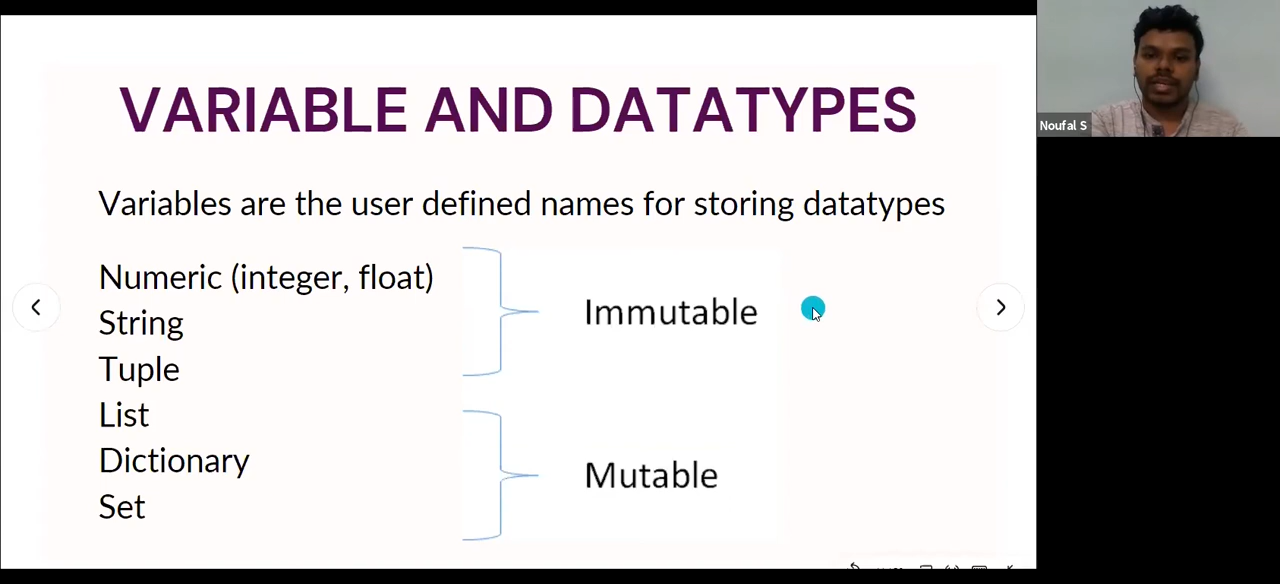 VARIABLE AND DATATYPES
Variables are the user defined names for storing datatypes
Numeric (integer, float)
String
Tuple
List
Dictionary
Set
Immutable
Mutable
Noufal S